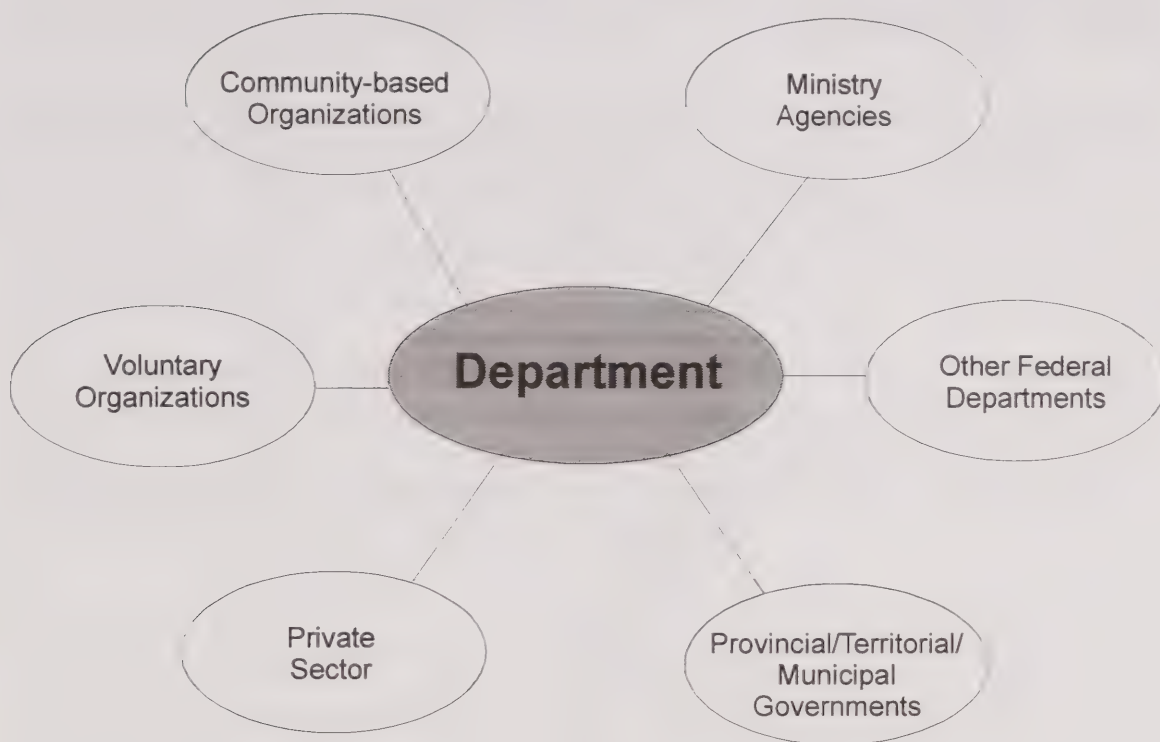 Community-based
Organizations
Ministry
Agencies
Voluntary
Organizations
Department
Other Federal
Departments
Private
Sector
Provincial/Territorial/
Municipal
Governments